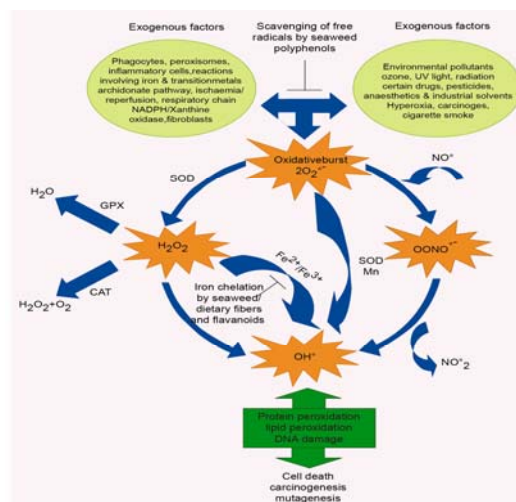 Exogenous factors
Scavenging of free
radicals by seaweed
polyphenols
Exogenous factors
Phagocytes, peroxisomes,
inflammatory cells,reactions
involving iron & transitionmetals
archidonate pathway, ischaemia/
reperfusion, respiratory chain
NADPH/Xanthine
oxidase,fibroblasts
Environmental pollutants
ozone, UV light, radiation
certain drugs, pesticides,
anaesthetics & industrial solvents
Hyperoxia, carcinoges,
cigarette smoke
Oxidativeburst
2O₂•−
SOD
NO•
H₂O
GPX
H₂O₂
OONO•−
Fe²⁺/Fe³⁺
SOD
Mn
CAT
H₂O₂+O₂
Iron chelation
by seaweed/
dietary fibers
and flavanoids
OH•
NO•₂
Protein peroxidation
lipid peroxidation
DNA damage
Cell death
carcinogenesis
mutagenesis